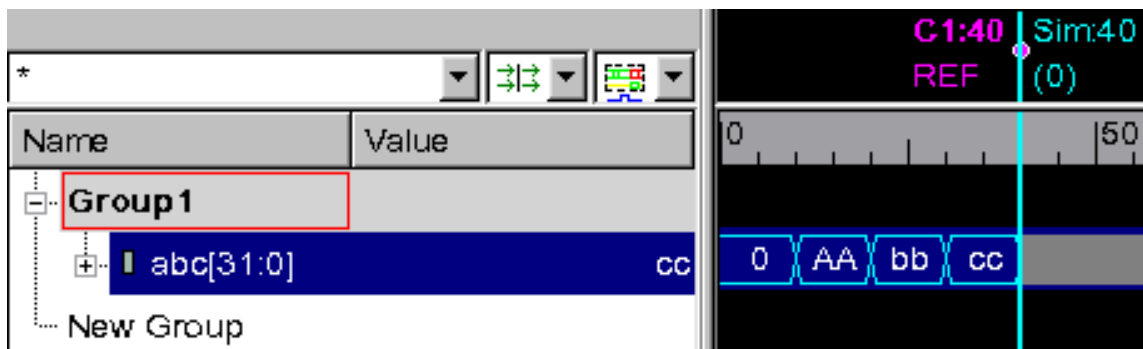 C1:40 Sim:40
* REF (0)
Name Value 0 50
Group1
abc[31:0] cc 0 AA bb cc
New Group